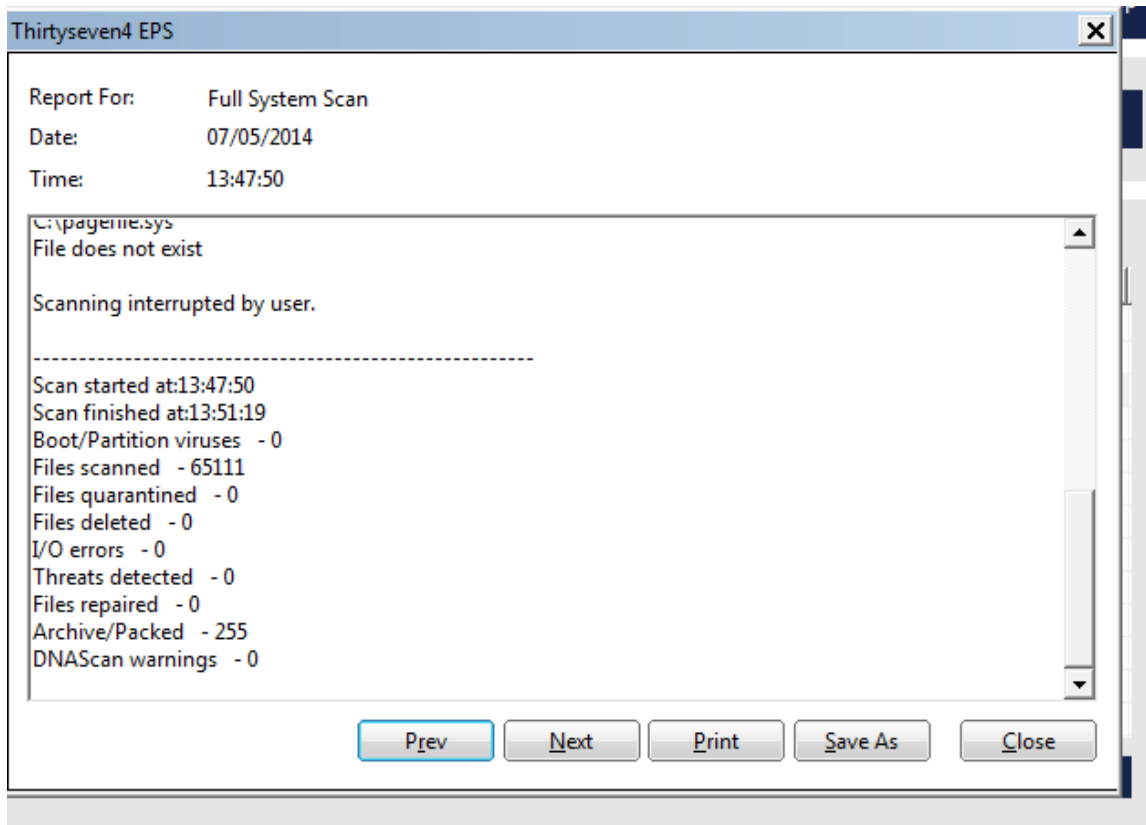 Thirtyseven4 EPS
Report For: Full System Scan
Date: 07/05/2014
Time: 13:47:50
C:\pagefile.sys
File does not exist
Scanning interrupted by user.
-------------------------------------------------------
Scan started at:13:47:50
Scan finished at:13:51:19
Boot/Partition viruses - 0
Files scanned - 65111
Files quarantined - 0
Files deleted - 0
I/O errors - 0
Threats detected - 0
Files repaired - 0
Archive/Packed - 255
DNAScan warnings - 0
Prev Next Print Save As Close